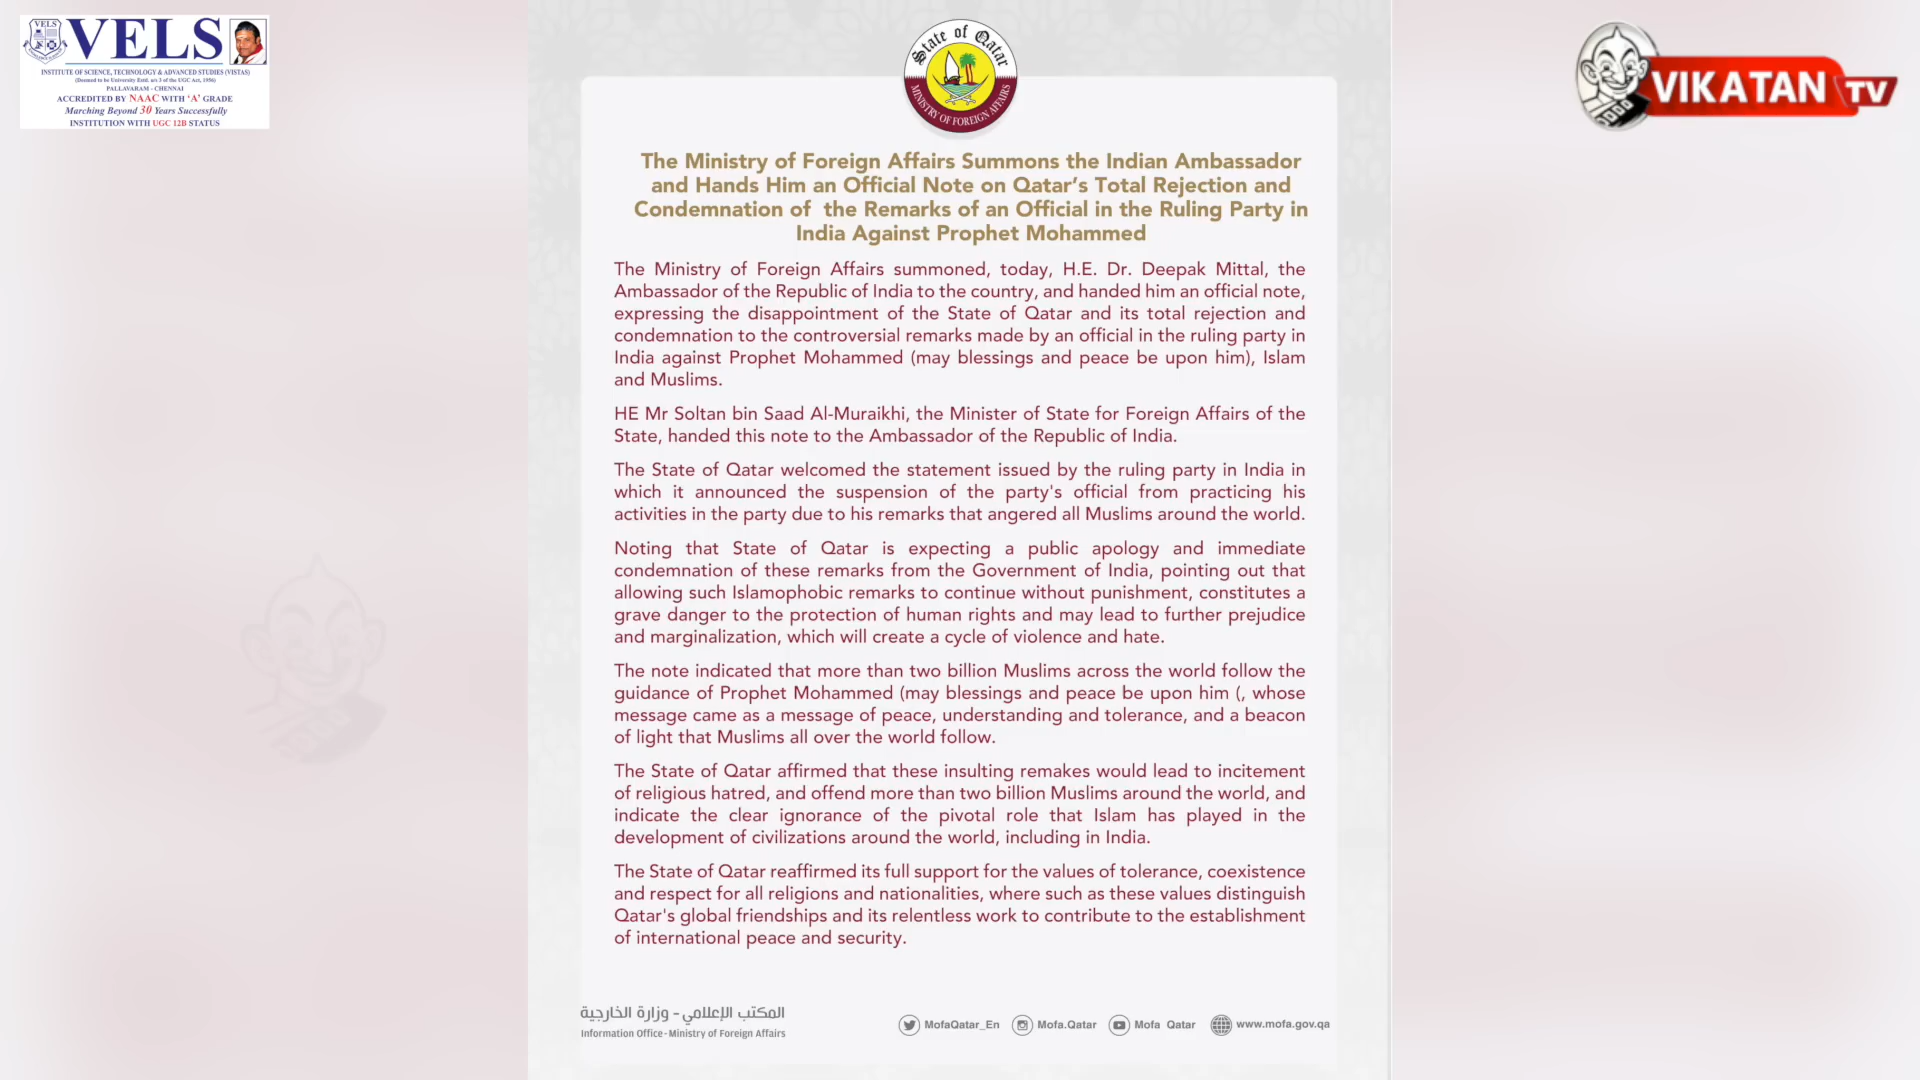 VELS
VELS
INSTITUTE OF SCIENCE, TECHNOLOGY & ADVANCED STUDIES (VISTAS)
(Deemed to be University Estd. u/s 3 of the UGC Act, 1956)
PALLAVARAM - CHENNAI
ACCREDITED BY NAAC WITH 'A' GRADE
Marching Beyond 30 Years Successfully
INSTITUTION WITH UGC 12B STATUS
State of Qatar
MINISTRY OF FOREIGN AFFAIRS
VIKATAN TV
The Ministry of Foreign Affairs Summons the Indian Ambassador
and Hands Him an Official Note on Qatar’s Total Rejection and
Condemnation of the Remarks of an Official in the Ruling Party in
India Against Prophet Mohammed
The Ministry of Foreign Affairs summoned, today, H.E. Dr. Deepak Mittal, the
Ambassador of the Republic of India to the country, and handed him an official note,
expressing the disappointment of the State of Qatar and its total rejection and
condemnation to the controversial remarks made by an official in the ruling party in
India against Prophet Mohammed (may blessings and peace be upon him), Islam
and Muslims.
HE Mr Soltan bin Saad Al-Muraikhi, the Minister of State for Foreign Affairs of the
State, handed this note to the Ambassador of the Republic of India.
The State of Qatar welcomed the statement issued by the ruling party in India in
which it announced the suspension of the party's official from practicing his
activities in the party due to his remarks that angered all Muslims around the world.
Noting that State of Qatar is expecting a public apology and immediate
condemnation of these remarks from the Government of India, pointing out that
allowing such Islamophobic remarks to continue without punishment, constitutes a
grave danger to the protection of human rights and may lead to further prejudice
and marginalization, which will create a cycle of violence and hate.
The note indicated that more than two billion Muslims across the world follow the
guidance of Prophet Mohammed (may blessings and peace be upon him (, whose
message came as a message of peace, understanding and tolerance, and a beacon
of light that Muslims all over the world follow.
The State of Qatar affirmed that these insulting remakes would lead to incitement
of religious hatred, and offend more than two billion Muslims around the world, and
indicate the clear ignorance of the pivotal role that Islam has played in the
development of civilizations around the world, including in India.
The State of Qatar reaffirmed its full support for the values of tolerance, coexistence
and respect for all religions and nationalities, where such as these values distinguish
Qatar's global friendships and its relentless work to contribute to the establishment
of international peace and security.
المكتب الإعلامي - وزارة الخارجية
Information Office - Ministry of Foreign Affairs
MofaQatar_En Mofa.Qatar Mofa Qatar www.mofa.gov.qa